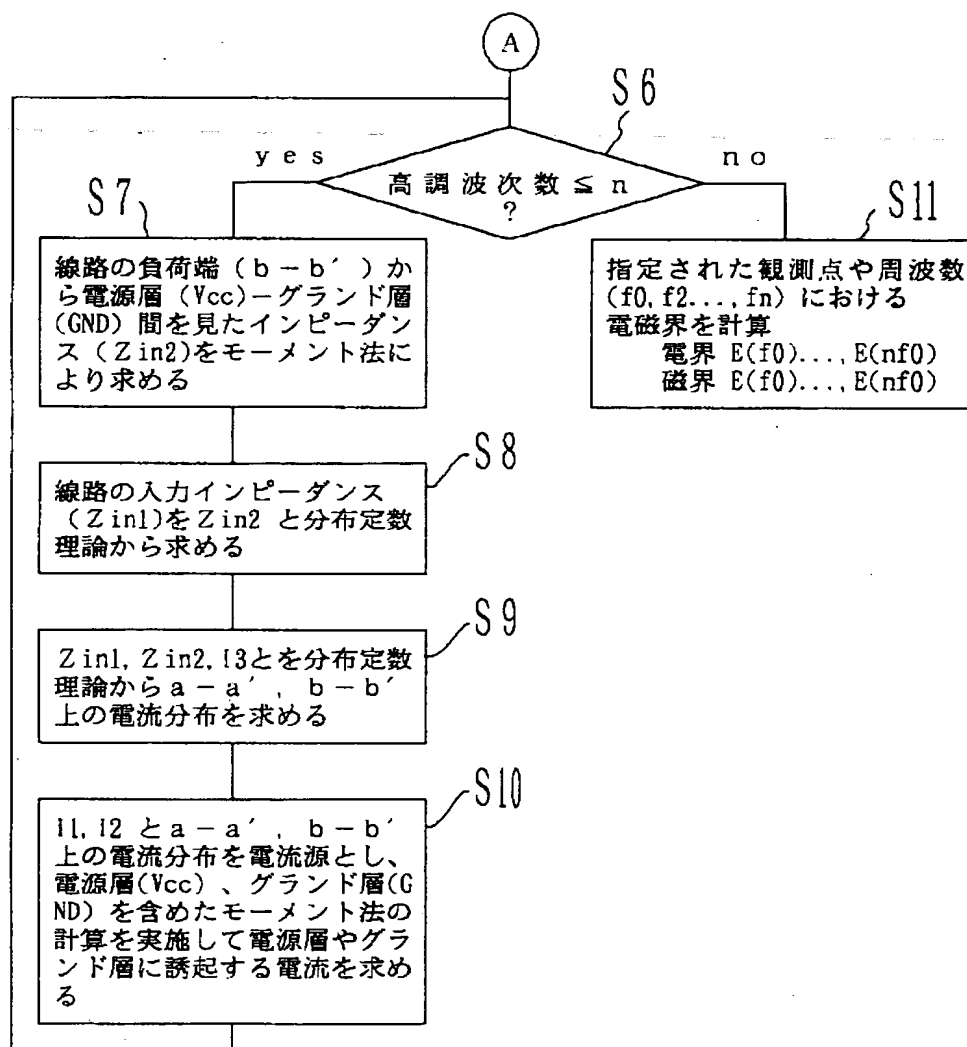 A
S6
yes
no
高調波次数≦n
?
S7
線路の負荷端（b－b′）か
ら電源層（Vcc）－グランド層
(GND) 間を見たインピーダン
ス（Zin2)をモーメント法に
より求める
S11
指定された観測点や周波数
(f0,f2...,fn) における
電磁界を計算
電界 E(f0)...,E(nf0)
磁界 E(f0)...,E(nf0)
S8
線路の入力インピーダンス
（Zin1)をZin2 と分布定数
理論から求める
S9
Zin1,Zin2,I3とを分布定数
理論からa－a′, b－b′
上の電流分布を求める
S10
I1,I2 とa－a′, b－b′
上の電流分布を電流源とし、
電源層(Vcc) 、グランド層(G
ND) を含めたモーメント法の
計算を実施して電源層やグラ
ンド層に誘起する電流を求め
る